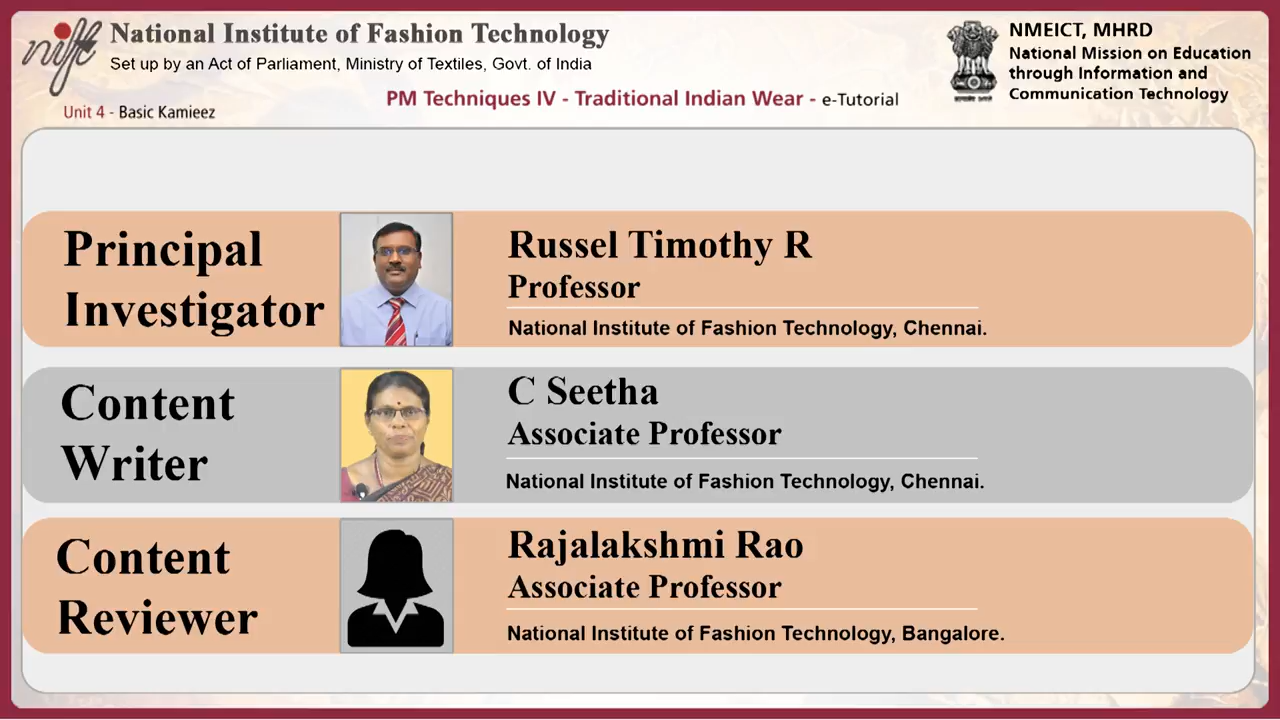 nift
National Institute of Fashion Technology
Set up by an Act of Parliament, Ministry of Textiles, Govt. of India
Unit 4 - Basic Kamieez
PM Techniques IV - Traditional Indian Wear - e-Tutorial
NMEICT, MHRD
National Mission on Education
through Information and
Communication Technology
Principal
Investigator
Russel Timothy R
Professor
National Institute of Fashion Technology, Chennai.
Content
Writer
C Seetha
Associate Professor
National Institute of Fashion Technology, Chennai.
Content
Reviewer
Rajalakshmi Rao
Associate Professor
National Institute of Fashion Technology, Bangalore.